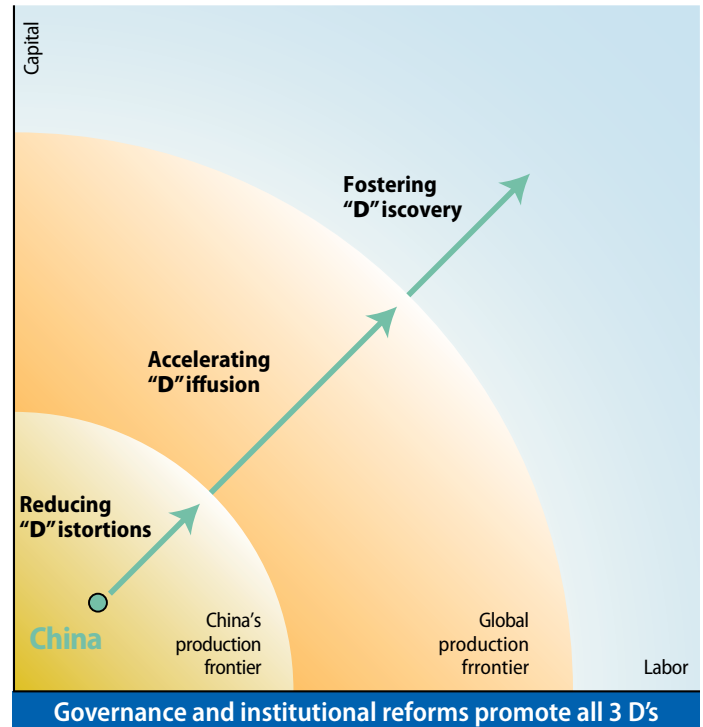 Capital
Fostering
“D”iscovery
Accelerating
“D”iffusion
Reducing
“D”istortions
China
China’s
production
frontier
Global
production
frrontier
Labor
Governance and institutional reforms promote all 3 D’s